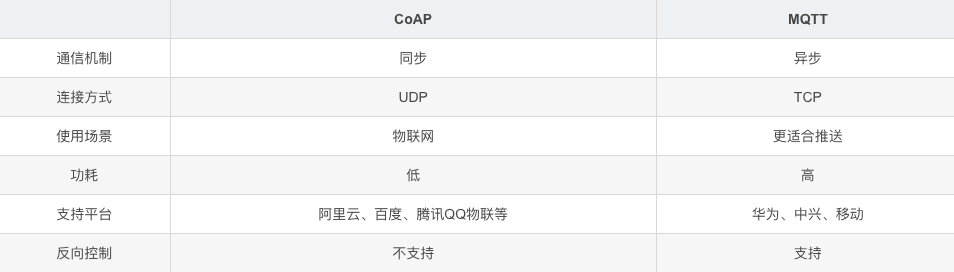 CoAP MQTT
通信机制 同步 异步
连接方式 UDP TCP
使用场景 物联网 更适合推送
功耗 低 高
支持平台 阿里云、百度、腾讯QQ物联等 华为、中兴、移动
反向控制 不支持 支持